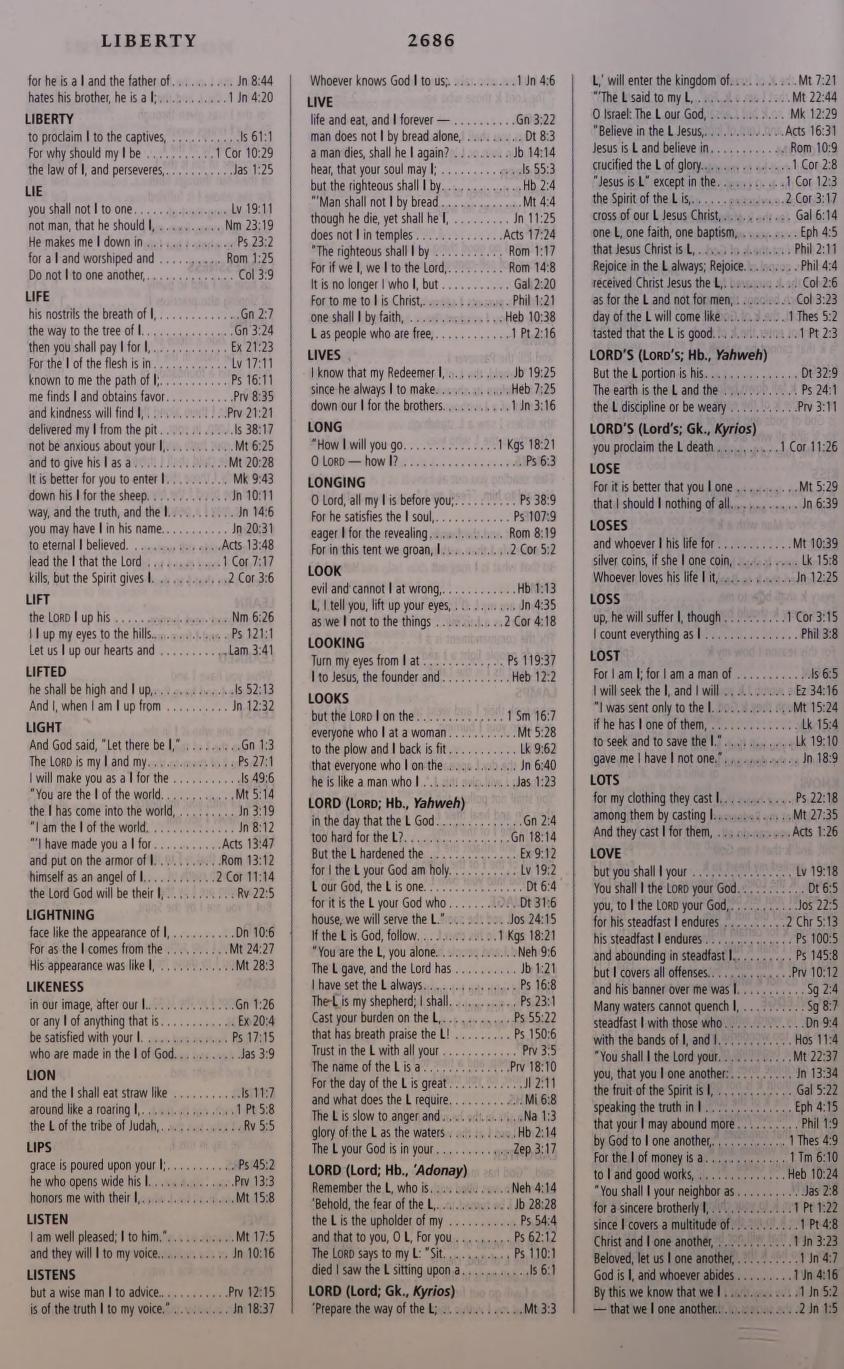 LIBERTY 2686
for he is a l and the father of. . . . . . . . . . Jn 8:44
hates his brother, he is a l;. . . . . . . . . . . 1 Jn 4:20
LIBERTY
to proclaim l to the captives, . . . . . . . . . . . Is 61:1
For why should my l be . . . . . . . . . . 1 Cor 10:29
the law of l, and perseveres,. . . . . . . . . . Jas 1:25
LIE
you shall not l to one. . . . . . . . . . . . . . Lv 19:11
not man, that he should l, . . . . . . . . . . Nm 23:19
He makes me l down in . . . . . . . . . . . . . Ps 23:2
for a l and worshiped and . . . . . . . . . . Rom 1:25
Do not l to one another,. . . . . . . . . . . . . Col 3:9
LIFE
his nostrils the breath of l, . . . . . . . . . . . . Gn 2:7
the way to the tree of l. . . . . . . . . . . . . . Gn 3:24
then you shall pay l for l, . . . . . . . . . . . Ex 21:23
For the l of the flesh is in . . . . . . . . . . . Lv 17:11
known to me the path of l;. . . . . . . . . . . Ps 16:11
me finds l and obtains favor. . . . . . . . . . Prv 8:35
and kindness will find l, . . . . . . . . . . . Prv 21:21
delivered my l from the pit . . . . . . . . . . . Is 38:17
not be anxious about your l,. . . . . . . . . . Mt 6:25
and to give his l as a . . . . . . . . . . . . . . Mt 20:28
It is better for you to enter l . . . . . . . . . . Mk 9:43
down his l for the sheep. . . . . . . . . . . . Jn 10:11
way, and the truth, and the l. . . . . . . . . . Jn 14:6
you may have l in his name. . . . . . . . . . Jn 20:31
to eternal l believed. . . . . . . . . . . . . Acts 13:48
lead the l that the Lord . . . . . . . . . . . 1 Cor 7:17
kills, but the Spirit gives l. . . . . . . . . . . 2 Cor 3:6
LIFT
the LORD l up his . . . . . . . . . . . . . . . . Nm 6:26
I l up my eyes to the hills.. . . . . . . . . . . Ps 121:1
Let us l up our hearts and . . . . . . . . . . Lam 3:41
LIFTED
he shall be high and l up,. . . . . . . . . . . . Is 52:13
And I, when I am l up from . . . . . . . . . . Jn 12:32
LIGHT
And God said, "Let there be l," . . . . . . . . . Gn 1:3
The LORD is my l and my. . . . . . . . . . . . . Ps 27:1
I will make you as a l for the . . . . . . . . . . . Is 49:6
"You are the l of the world. . . . . . . . . . . Mt 5:14
the l has come into the world, . . . . . . . . . Jn 3:19
"I am the l of the world. . . . . . . . . . . . . . Jn 8:12
"'I have made you a l for. . . . . . . . . . Acts 13:47
and put on the armor of l. . . . . . . . . . Rom 13:12
himself as an angel of l.. . . . . . . . . . 2 Cor 11:14
the Lord God will be their l,. . . . . . . . . . . Rv 22:5
LIGHTNING
face like the appearance of l, . . . . . . . . . . Dn 10:6
For as the l comes from the . . . . . . . . . Mt 24:27
His appearance was like l, . . . . . . . . . . . . Mt 28:3
LIKENESS
in our image, after our l.. . . . . . . . . . . . . Gn 1:26
or any l of anything that is . . . . . . . . . . . . Ex 20:4
be satisfied with your l. . . . . . . . . . . . . Ps 17:15
who are made in the l of God. . . . . . . . . . Jas 3:9
LION
and the l shall eat straw like . . . . . . . . . . Is 11:7
around like a roaring l,. . . . . . . . . . . . . . 1 Pt 5:8
the L of the tribe of Judah,. . . . . . . . . . . . Rv 5:5
LIPS
grace is poured upon your l;. . . . . . . . . . . Ps 45:2
he who opens wide his l. . . . . . . . . . . . . Prv 13:3
honors me with their l,. . . . . . . . . . . . . . Mt 15:8
LISTEN
I am well pleased; l to him.". . . . . . . . . . . Mt 17:5
and they will l to my voice.. . . . . . . . . . . Jn 10:16
LISTENS
but a wise man l to advice.. . . . . . . . . . . Prv 12:15
is of the truth l to my voice." . . . . . . . . . Jn 18:37
Whoever knows God l to us;. . . . . . . . . . . 1 Jn 4:6
LIVE
life and eat, and l forever — . . . . . . . . . . Gn 3:22
man does not l by bread alone, . . . . . . . . . Dt 8:3
a man dies, shall he l again? . . . . . . . . . Jb 14:14
hear, that your soul may l; . . . . . . . . . . . . Is 55:3
but the righteous shall l by. . . . . . . . . . . . Hb 2:4
"'Man shall not l by bread . . . . . . . . . . . . Mt 4:4
though he die, yet shall he l, . . . . . . . . . . Jn 11:25
does not l in temples . . . . . . . . . . . . . Acts 17:24
"The righteous shall l by . . . . . . . . . . . Rom 1:17
For if we l, we l to the Lord,. . . . . . . . . Rom 14:8
It is no longer I who l, but . . . . . . . . . . . Gal 2:20
For to me to l is Christ,. . . . . . . . . . . . . Phil 1:21
one shall l by faith, . . . . . . . . . . . . . . Heb 10:38
L as people who are free,. . . . . . . . . . . . 1 Pt 2:16
LIVES
I know that my Redeemer l, . . . . . . . . . . Jb 19:25
since he always l to make. . . . . . . . . . . . Heb 7:25
down our l for the brothers. . . . . . . . . . . 1 Jn 3:16
LONG
"How l will you go. . . . . . . . . . . . . . . 1 Kgs 18:21
O LORD — how l? . . . . . . . . . . . . . . . . . . Ps 6:3
LONGING
O Lord, all my l is before you;. . . . . . . . . . Ps 38:9
For he satisfies the l soul,. . . . . . . . . . . . Ps 107:9
eager l for the revealing. . . . . . . . . . . . Rom 8:19
For in this tent we groan, l. . . . . . . . . . . 2 Cor 5:2
LOOK
evil and cannot l at wrong,. . . . . . . . . . . Hb 1:13
L, I tell you, lift up your eyes, . . . . . . . . . . Jn 4:35
as we l not to the things . . . . . . . . . . . 2 Cor 4:18
LOOKING
Turn my eyes from l at . . . . . . . . . . . . . Ps 119:37
l to Jesus, the founder and . . . . . . . . . . . Heb 12:2
LOOKS
but the LORD l on the . . . . . . . . . . . . . . 1 Sm 16:7
everyone who l at a woman . . . . . . . . . . Mt 5:28
to the plow and l back is fit . . . . . . . . . . . Lk 9:62
that everyone who l on the . . . . . . . . . . . Jn 6:40
he is like a man who l . . . . . . . . . . . . . . Jas 1:23
LORD (LORD; Hb., Yahweh)
in the day that the L God. . . . . . . . . . . . . Gn 2:4
too hard for the L?. . . . . . . . . . . . . . . . Gn 18:14
But the L hardened the . . . . . . . . . . . . . Ex 9:12
for I the L your God am holy. . . . . . . . . . . Lv 19:2
L our God, the L is one. . . . . . . . . . . . . . . Dt 6:4
for it is the L your God who . . . . . . . . . . Dt 31:6
house, we will serve the L." . . . . . . . . . Jos 24:15
If the L is God, follow. . . . . . . . . . . . . 1 Kgs 18:21
"You are the L, you alone. . . . . . . . . . . . Neh 9:6
The L gave, and the Lord has . . . . . . . . . . Jb 1:21
I have set the L always. . . . . . . . . . . . . . Ps 16:8
The L is my shepherd; I shall. . . . . . . . . . . Ps 23:1
Cast your burden on the L,. . . . . . . . . . . Ps 55:22
that has breath praise the L! . . . . . . . . . Ps 150:6
Trust in the L with all your . . . . . . . . . . . . Prv 3:5
The name of the L is a . . . . . . . . . . . . . Prv 18:10
For the day of the L is great . . . . . . . . . . . Jl 2:11
and what does the L require. . . . . . . . . . . Mi 6:8
The L is slow to anger and . . . . . . . . . . . . Na 1:3
glory of the L as the waters . . . . . . . . . . . Hb 2:14
The L your God is in your. . . . . . . . . . . . Zep 3:17
LORD (Lord; Hb., 'Adonay)
Remember the L, who is. . . . . . . . . . . . Neh 4:14
'Behold, the fear of the L,. . . . . . . . . . . . Jb 28:28
the L is the upholder of my . . . . . . . . . . . Ps 54:4
and that to you, O L, For you . . . . . . . . . Ps 62:12
The LORD says to my L: "Sit. . . . . . . . . . . Ps 110:1
died I saw the L sitting upon a. . . . . . . . . . Is 6:1
LORD (Lord; Gk., Kyrios)
'Prepare the way of the L; . . . . . . . . . . . . Mt 3:3
L,' will enter the kingdom of. . . . . . . . . . Mt 7:21
"'The L said to my L, . . . . . . . . . . . . . . Mt 22:44
O Israel: The L our God, . . . . . . . . . . . . Mk 12:29
"Believe in the L Jesus,. . . . . . . . . . . . Acts 16:31
Jesus is L and believe in. . . . . . . . . . . . Rom 10:9
crucified the L of glory. . . . . . . . . . . . . 1 Cor 2:8
"Jesus is L" except in the. . . . . . . . . . . 1 Cor 12:3
the Spirit of the L is,. . . . . . . . . . . . . . 2 Cor 3:17
cross of our L Jesus Christ,. . . . . . . . . . . Gal 6:14
one L, one faith, one baptism,. . . . . . . . . . Eph 4:5
that Jesus Christ is L, . . . . . . . . . . . . . . Phil 2:11
Rejoice in the L always; Rejoice. . . . . . . . . Phil 4:4
received Christ Jesus the L,. . . . . . . . . . . Col 2:6
as for the L and not for men, . . . . . . . . . Col 3:23
day of the L will come like . . . . . . . . . . 1 Thes 5:2
tasted that the L is good. . . . . . . . . . . . . 1 Pt 2:3
LORD'S (LORD's; Hb., Yahweh)
But the L portion is his. . . . . . . . . . . . . . . Dt 32:9
The earth is the L and the . . . . . . . . . . . . Ps 24:1
the L discipline or be weary . . . . . . . . . . Prv 3:11
LORD'S (Lord's; Gk., Kyrios)
you proclaim the L death . . . . . . . . . . 1 Cor 11:26
LOSE
For it is better that you l one . . . . . . . . . . Mt 5:29
that I should l nothing of all. . . . . . . . . . . Jn 6:39
LOSES
and whoever l his life for . . . . . . . . . . . . Mt 10:39
silver coins, if she l one coin, . . . . . . . . . . Lk 15:8
Whoever loves his life l it,. . . . . . . . . . . Jn 12:25
LOSS
up, he will suffer l, though . . . . . . . . . . 1 Cor 3:15
I count everything as l . . . . . . . . . . . . . . . Phil 3:8
LOST
For I am l; for I am a man of . . . . . . . . . . . Is 6:5
I will seek the l, and I will . . . . . . . . . . . Ez 34:16
"I was sent only to the l. . . . . . . . . . . . Mt 15:24
if he has l one of them, . . . . . . . . . . . . . . Lk 15:4
to seek and to save the l." . . . . . . . . . . . Lk 19:10
gave me I have l not one.". . . . . . . . . . . . Jn 18:9
LOTS
for my clothing they cast l. . . . . . . . . . . . Ps 22:18
among them by casting l. . . . . . . . . . . . Mt 27:35
And they cast l for them, . . . . . . . . . . . . Acts 1:26
LOVE
but you shall l your . . . . . . . . . . . . . . . Lv 19:18
You shall l the LORD your God. . . . . . . . . . Dt 6:5
you, to l the LORD your God,. . . . . . . . . . Jos 22:5
for his steadfast l endures . . . . . . . . . . 2 Chr 5:13
his steadfast l endures . . . . . . . . . . . . . Ps 100:5
and abounding in steadfast l.. . . . . . . . . Ps 145:8
but l covers all offenses.. . . . . . . . . . . . Prv 10:12
and his banner over me was l. . . . . . . . . . . Sg 2:4
Many waters cannot quench l, . . . . . . . . . Sg 8:7
steadfast l with those who. . . . . . . . . . . . Dn 9:4
with the bands of l, and I. . . . . . . . . . . . Hos 11:4
"You shall l the Lord your. . . . . . . . . . . . Mt 22:37
you, that you l one another:. . . . . . . . . . Jn 13:34
the fruit of the Spirit is l, . . . . . . . . . . . . Gal 5:22
speaking the truth in l . . . . . . . . . . . . . Eph 4:15
that your l may abound more. . . . . . . . . . Phil 1:9
by God to l one another,. . . . . . . . . . . . 1 Thes 4:9
For the l of money is a . . . . . . . . . . . . . 1 Tm 6:10
to l and good works, . . . . . . . . . . . . . . Heb 10:24
"You shall l your neighbor as . . . . . . . . . . Jas 2:8
for a sincere brotherly l, . . . . . . . . . . . . 1 Pt 1:22
since l covers a multitude of. . . . . . . . . . . 1 Pt 4:8
Christ and l one another, . . . . . . . . . . . . 1 Jn 3:23
Beloved, let us l one another, . . . . . . . . . . 1 Jn 4:7
God is l, and whoever abides . . . . . . . . . 1 Jn 4:16
By this we know that we l . . . . . . . . . . . . 1 Jn 5:2
— that we l one another.. . . . . . . . . . . . . 2 Jn 1:5